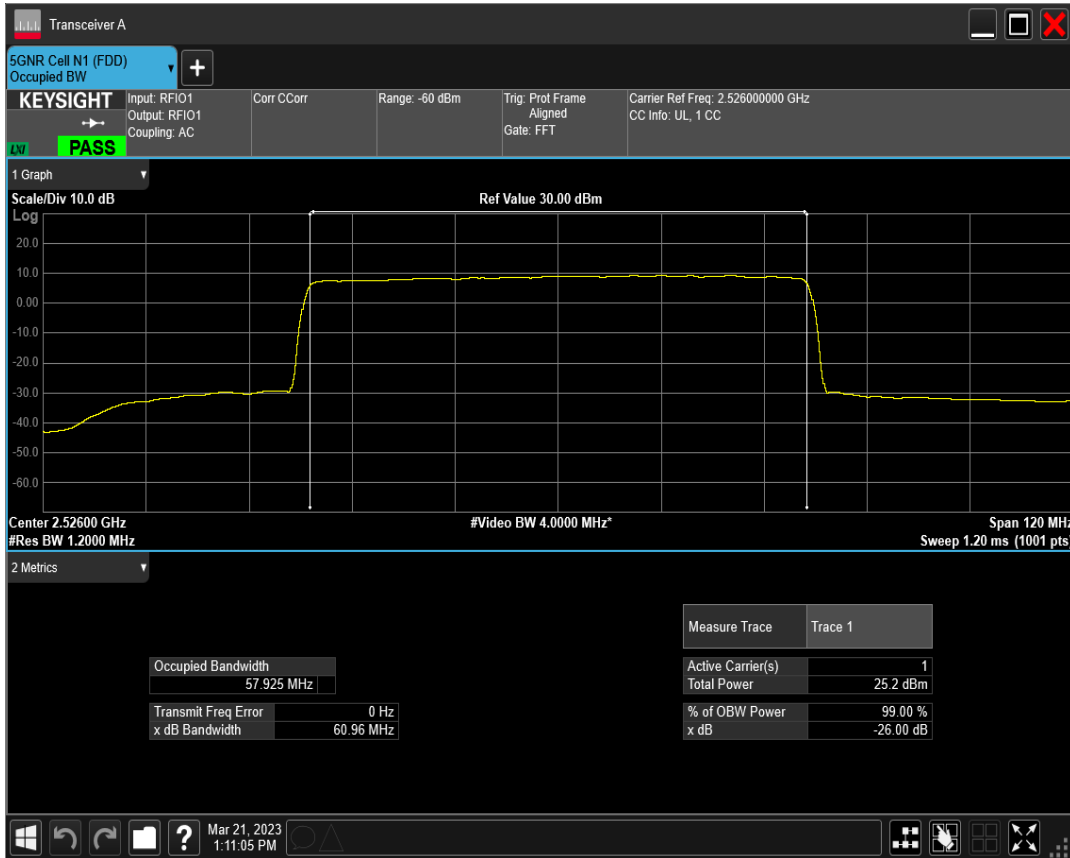 Transceiver A
5GNR Cell N1 (FDD)
Occupied BW
+
KEYSIGHT
LXI
PASS
Input: RFIO1
Output: RFIO1
Coupling: AC
Corr CCorr
Range: -60 dBm
Trig: Prot Frame
Aligned
Gate: FFT
Carrier Ref Freq: 2.526000000 GHz
CC Info: UL, 1 CC
1 Graph
Scale/Div 10.0 dB
Ref Value 30.00 dBm
Log
20.0
10.0
0.00
-10.0
-20.0
-30.0
-40.0
-50.0
-60.0
Center 2.52600 GHz
#Video BW 4.0000 MHz*
Span 120 MHz
#Res BW 1.2000 MHz
Sweep 1.20 ms (1001 pts)
2 Metrics
Measure Trace Trace 1
Occupied Bandwidth
57.925 MHz
Active Carrier(s) 1
Total Power 25.2 dBm
Transmit Freq Error 0 Hz
x dB Bandwidth 60.96 MHz
% of OBW Power 99.00 %
x dB -26.00 dB
?
Mar 21, 2023
1:11:05 PM